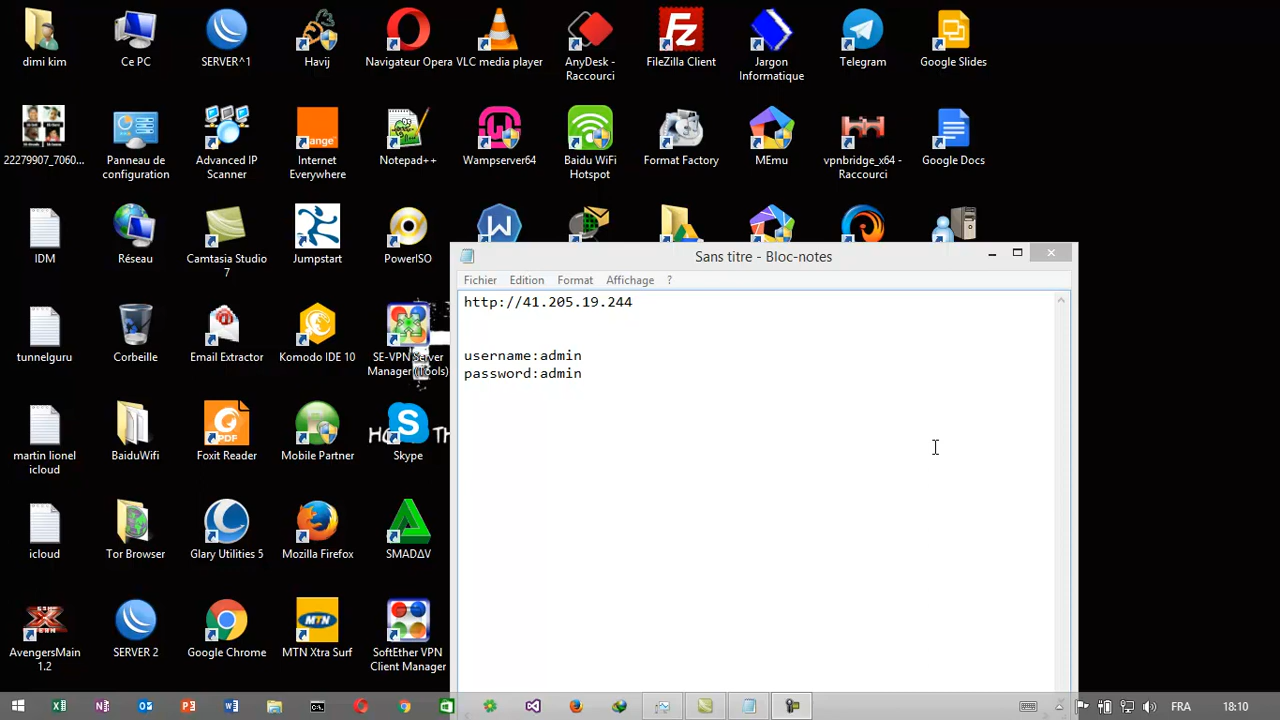 dimi kim
Ce PC
SERVER^1
Havij
Navigateur Opera
VLC media player
AnyDesk - Raccourci
FileZilla Client
Jargon Informatique
Telegram
Google Slides
22279907_7060...
Panneau de configuration
Advanced IP Scanner
Internet Everywhere
Notepad++
Wampserver64
Baidu WiFi Hotspot
Format Factory
MEmu
vpnbridge_x64 - Raccourci
Google Docs
IDM
Réseau
Camtasia Studio 7
Jumpstart
PowerISO
Sans titre - Bloc-notes
Fichier Edition Format Affichage ?
http://41.205.19.244
username:admin
password:admin
tunnelguru
Corbeille
Email Extractor
Komodo IDE 10
SE-VPN Server Manager (Tools)
martin lionel icloud
BaiduWifi
Foxit Reader
Mobile Partner
Skype
icloud
Tor Browser
Glary Utilities 5
Mozilla Firefox
SMADΔV
AvengersMain 1.2
SERVER 2
Google Chrome
MTN Xtra Surf
SoftEther VPN Client Manager
FR
18:10